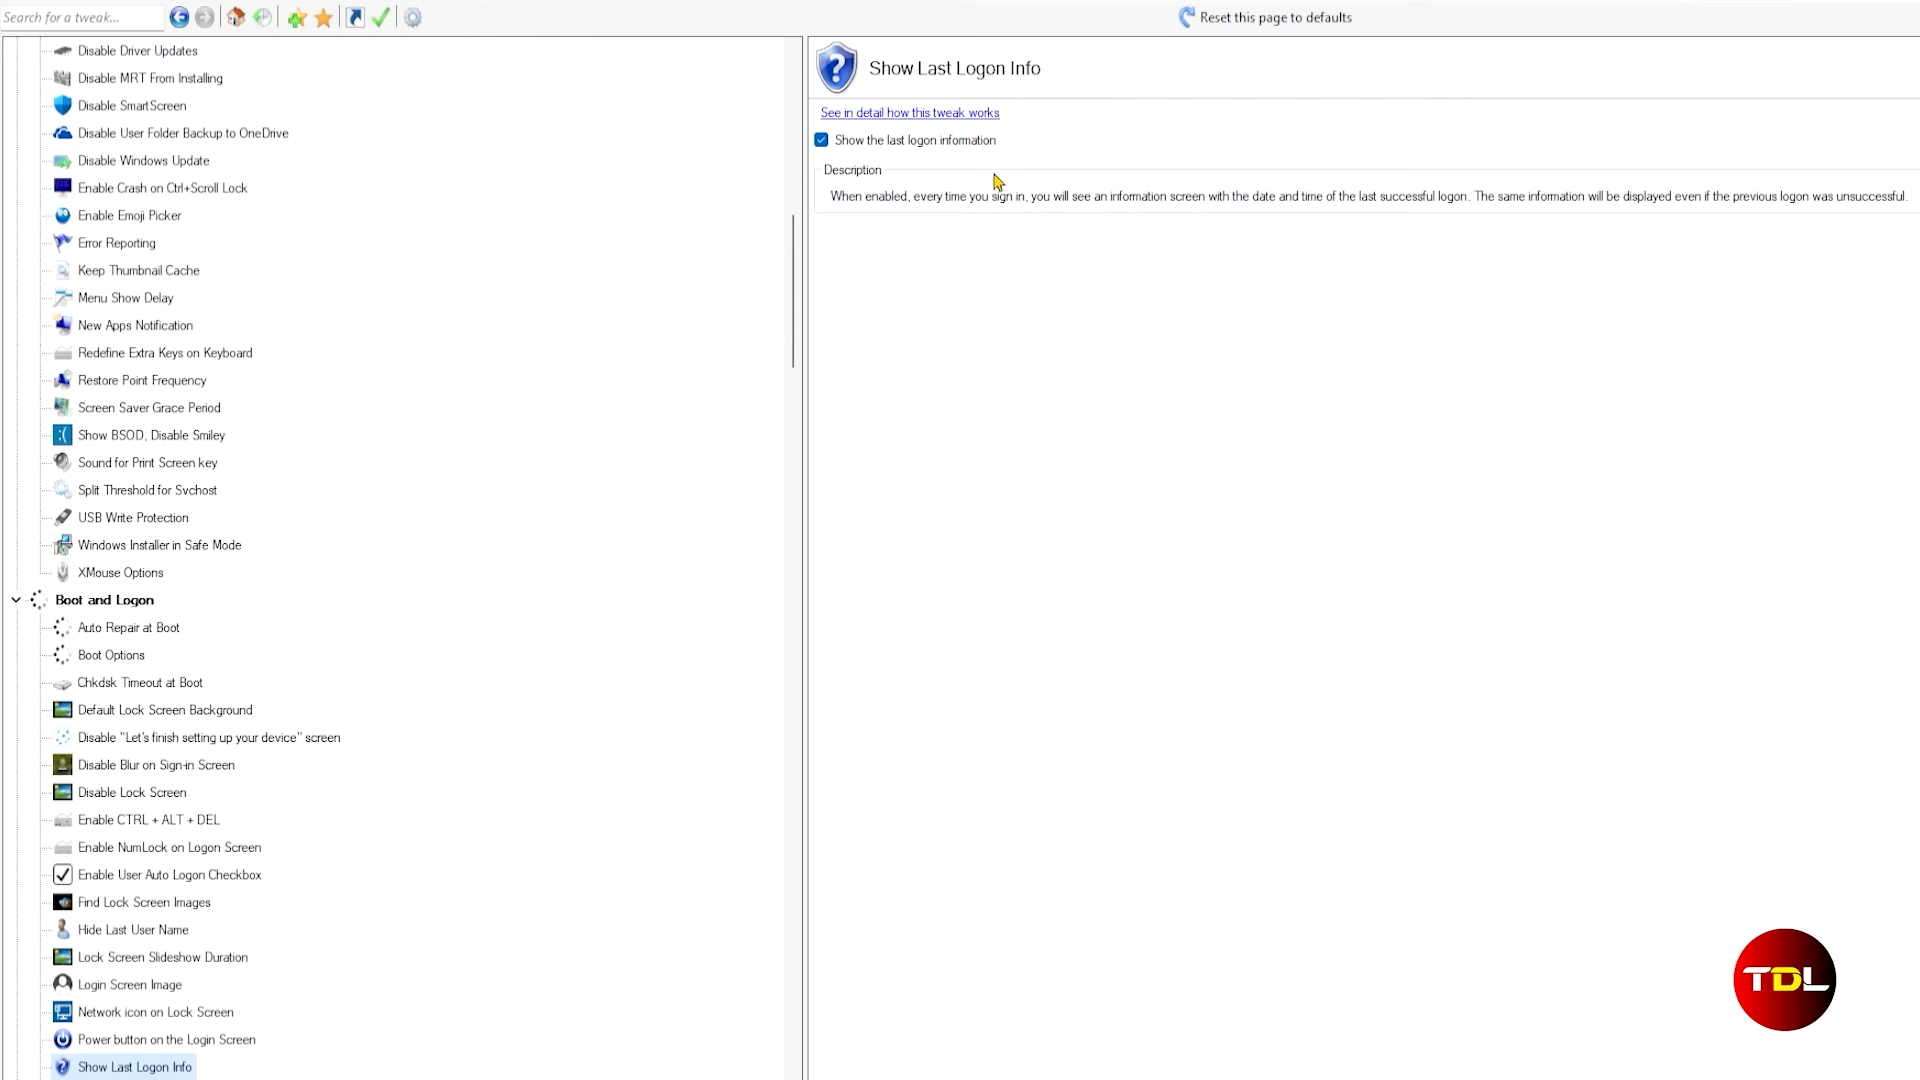 Search for a tweak...
Reset this page to defaults
Disable Driver Updates
Disable MRT From Installing
Disable SmartScreen
Disable User Folder Backup to OneDrive
Disable Windows Update
Enable Crash on Ctrl+Scroll Lock
Enable Emoji Picker
Error Reporting
Keep Thumbnail Cache
Menu Show Delay
New Apps Notification
Redefine Extra Keys on Keyboard
Restore Point Frequency
Screen Saver Grace Period
Show BSOD, Disable Smiley
Sound for Print Screen key
Split Threshold for Svchost
USB Write Protection
Windows Installer in Safe Mode
XMouse Options
Boot and Logon
Auto Repair at Boot
Boot Options
Chkdsk Timeout at Boot
Default Lock Screen Background
Disable "Let's finish setting up your device" screen
Disable Blur on Sign-in Screen
Disable Lock Screen
Enable CTRL + ALT + DEL
Enable NumLock on Logon Screen
Enable User Auto Logon Checkbox
Find Lock Screen Images
Hide Last User Name
Lock Screen Slideshow Duration
Login Screen Image
Network icon on Lock Screen
Power button on the Login Screen
Show Last Logon Info
Show Last Logon Info
See in detail how this tweak works
Show the last logon information
Description
When enabled, every time you sign in, you will see an information screen with the date and time of the last successful logon. The same information will be displayed even if the previous logon was unsuccessful.
TDL